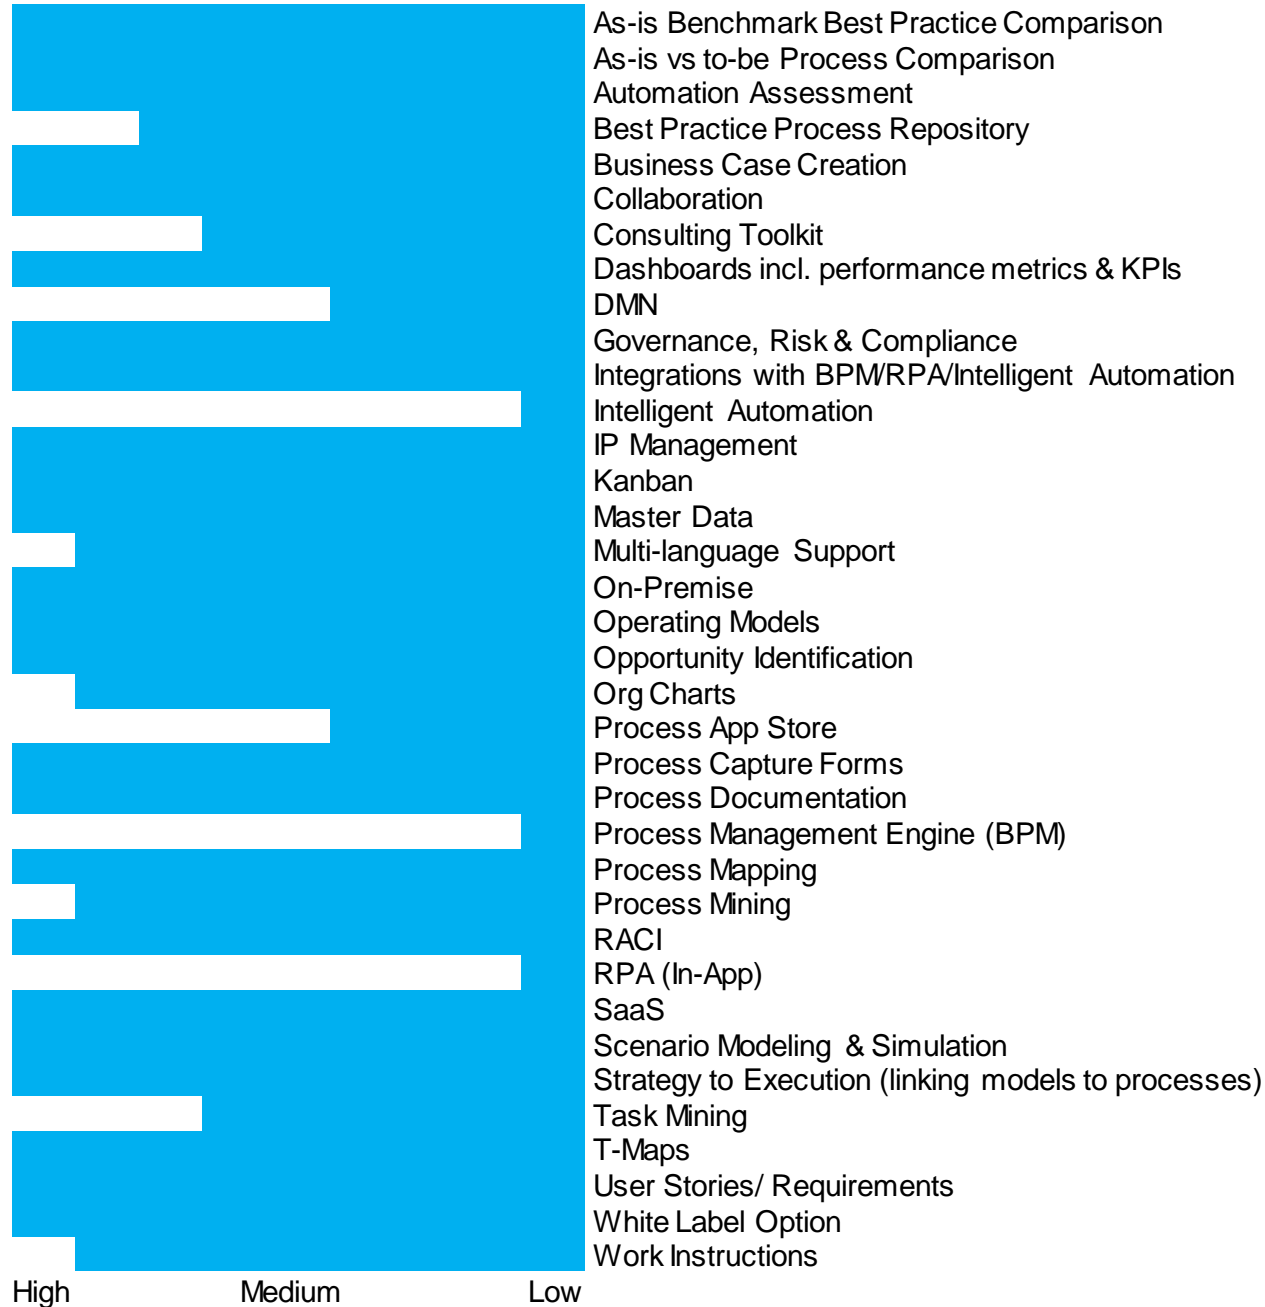 As-is Benchmark Best Practice Comparison
As-is vs to-be Process Comparison
Automation Assessment
Best Practice Process Repository
Business Case Creation
Collaboration
Consulting Toolkit
Dashboards incl. performance metrics & KPIs
DMN
Governance, Risk & Compliance
Integrations with BPM/RPA/Intelligent Automation
Intelligent Automation
IP Management
Kanban
Master Data
Multi-language Support
On-Premise
Operating Models
Opportunity Identification
Org Charts
Process App Store
Process Capture Forms
Process Documentation
Process Management Engine (BPM)
Process Mapping
Process Mining
RACI
RPA (In-App)
SaaS
Scenario Modeling & Simulation
Strategy to Execution (linking models to processes)
Task Mining
T-Maps
User Stories/ Requirements
White Label Option
Work Instructions
High Medium Low